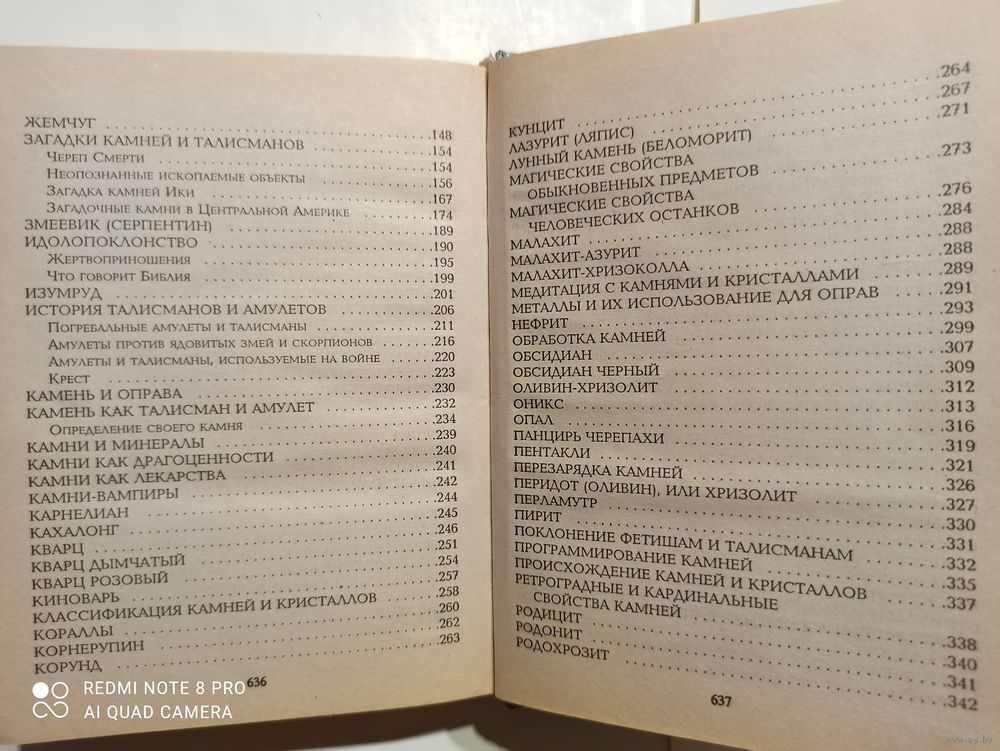 ЖЕМЧУГ .148
ЗАГАДКИ КАМНЕЙ И ТАЛИСМАНОВ .154
Череп Смерти .154
Неопознанные ископаемые объекты .156
Загадка камней Ики .167
Загадочные камни в Центральной Америке .174
ЗМЕЕВИК (СЕРПЕНТИН) .189
ИДОЛОПОКЛОНСТВО .190
Жертвоприношения .195
Что говорит Библия .199
ИЗУМРУД .201
ИСТОРИЯ ТАЛИСМАНОВ И АМУЛЕТОВ .206
Погребальные амулеты и талисманы .211
Амулеты против ядовитых змей и скорпионов .216
Амулеты и талисманы, используемые на войне .220
Крест .223
КАМЕНЬ И ОПРАВА .230
КАМЕНЬ КАК ТАЛИСМАН И АМУЛЕТ .232
Определение своего камня .234
КАМНИ И МИНЕРАЛЫ .239
КАМНИ КАК ДРАГОЦЕННОСТИ .240
КАМНИ КАК ЛЕКАРСТВА .241
КАМНИ-ВАМПИРЫ .242
КАРНЕЛИАН .244
КАХАЛОНГ .245
КВАРЦ .246
КВАРЦ ДЫМЧАТЫЙ .251
КВАРЦ РОЗОВЫЙ .254
КИНОВАРЬ .257
КЛАССИФИКАЦИЯ КАМНЕЙ И КРИСТАЛЛОВ .258
КОРАЛЛЫ .260
КОРНЕРУПИН .262
КОРУНД .263
636
REDMI NOTE 8 PRO
AI QUAD CAMERA
КУНЦИТ .264
ЛАЗУРИТ (ЛЯПИС) .267
ЛУННЫЙ КАМЕНЬ (БЕЛОМОРИТ) .271
МАГИЧЕСКИЕ СВОЙСТВА
ОБЫКНОВЕННЫХ ПРЕДМЕТОВ .273
МАГИЧЕСКИЕ СВОЙСТВА
ЧЕЛОВЕЧЕСКИХ ОСТАНКОВ .276
МАЛАХИТ .284
МАЛАХИТ-АЗУРИТ .288
МАЛАХИТ-ХРИЗОКОЛЛА .288
МЕДИТАЦИЯ С КАМНЯМИ И КРИСТАЛЛАМИ .289
МЕТАЛЛЫ И ИХ ИСПОЛЬЗОВАНИЕ ДЛЯ ОПРАВ .291
НЕФРИТ .293
ОБРАБОТКА КАМНЕЙ .299
ОБСИДИАН .307
ОБСИДИАН ЧЕРНЫЙ .309
ОЛИВИН-ХРИЗОЛИТ .312
ОНИКС .313
ОПАЛ .316
ПАНЦИРЬ ЧЕРЕПАХИ .319
ПЕНТАКЛИ .321
ПЕРЕЗАРЯДКА КАМНЕЙ .326
ПЕРИДОТ (ОЛИВИН), ИЛИ ХРИЗОЛИТ .327
ПЕРЛАМУТР .330
ПИРИТ .331
ПОКЛОНЕНИЕ ФЕТИШАМ И ТАЛИСМАНАМ .332
ПРОГРАММИРОВАНИЕ КАМНЕЙ .335
ПРОИСХОЖДЕНИЕ КАМНЕЙ И КРИСТАЛЛОВ .337
РЕТРОГРАДНЫЕ И КАРДИНАЛЬНЫЕ
СВОЙСТВА КАМНЕЙ .338
РОДИЦИТ .340
РОДОНИТ .341
РОДОХРОЗИТ .342
637
www.ay.by